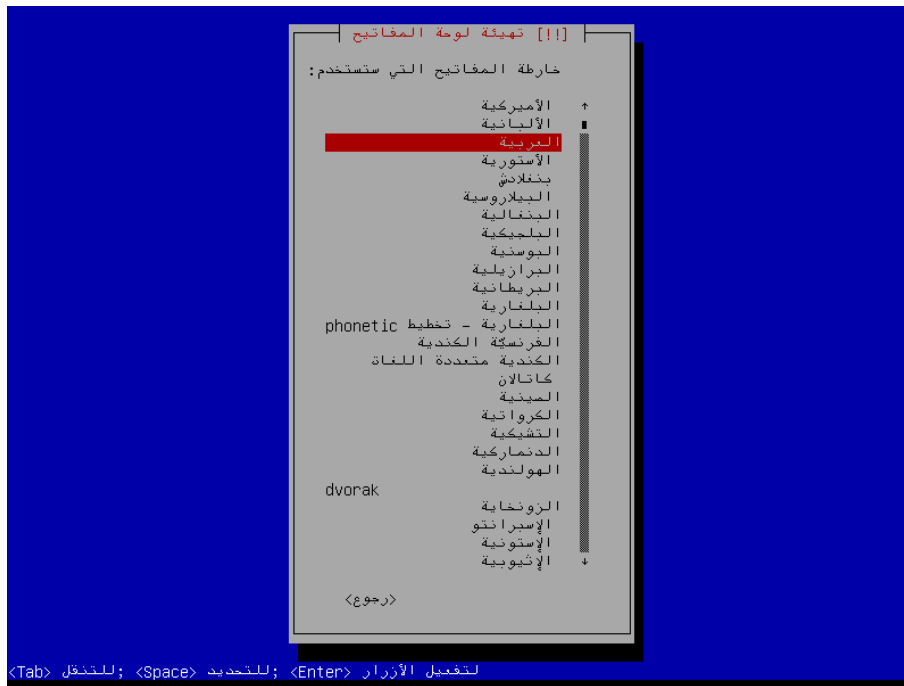 [!!] تهيئة لوحة المفاتيح
خارطة المفاتيح التي ستستخدم:
الأميركية
الألبانية
العربية
الأستورية
بنغلادش
البيلاروسية
البنغالية
البلجيكية
البوسنية
البرازيلية
البريطانية
البلغارية
البلغارية - تخطيط phonetic
الفرنسيّة الكندية
الكندية متعددة اللغات
كاتالان
الصينية
الكرواتية
التشيكية
الدنماركية
الهولندية
dvorak
الزونخاية
الإسبرانتو
الإستونية
الإثيوبية
<رجوع>
<Tab> للتنقل; <Space> للتحديد; <Enter> لتفعيل الأزرار